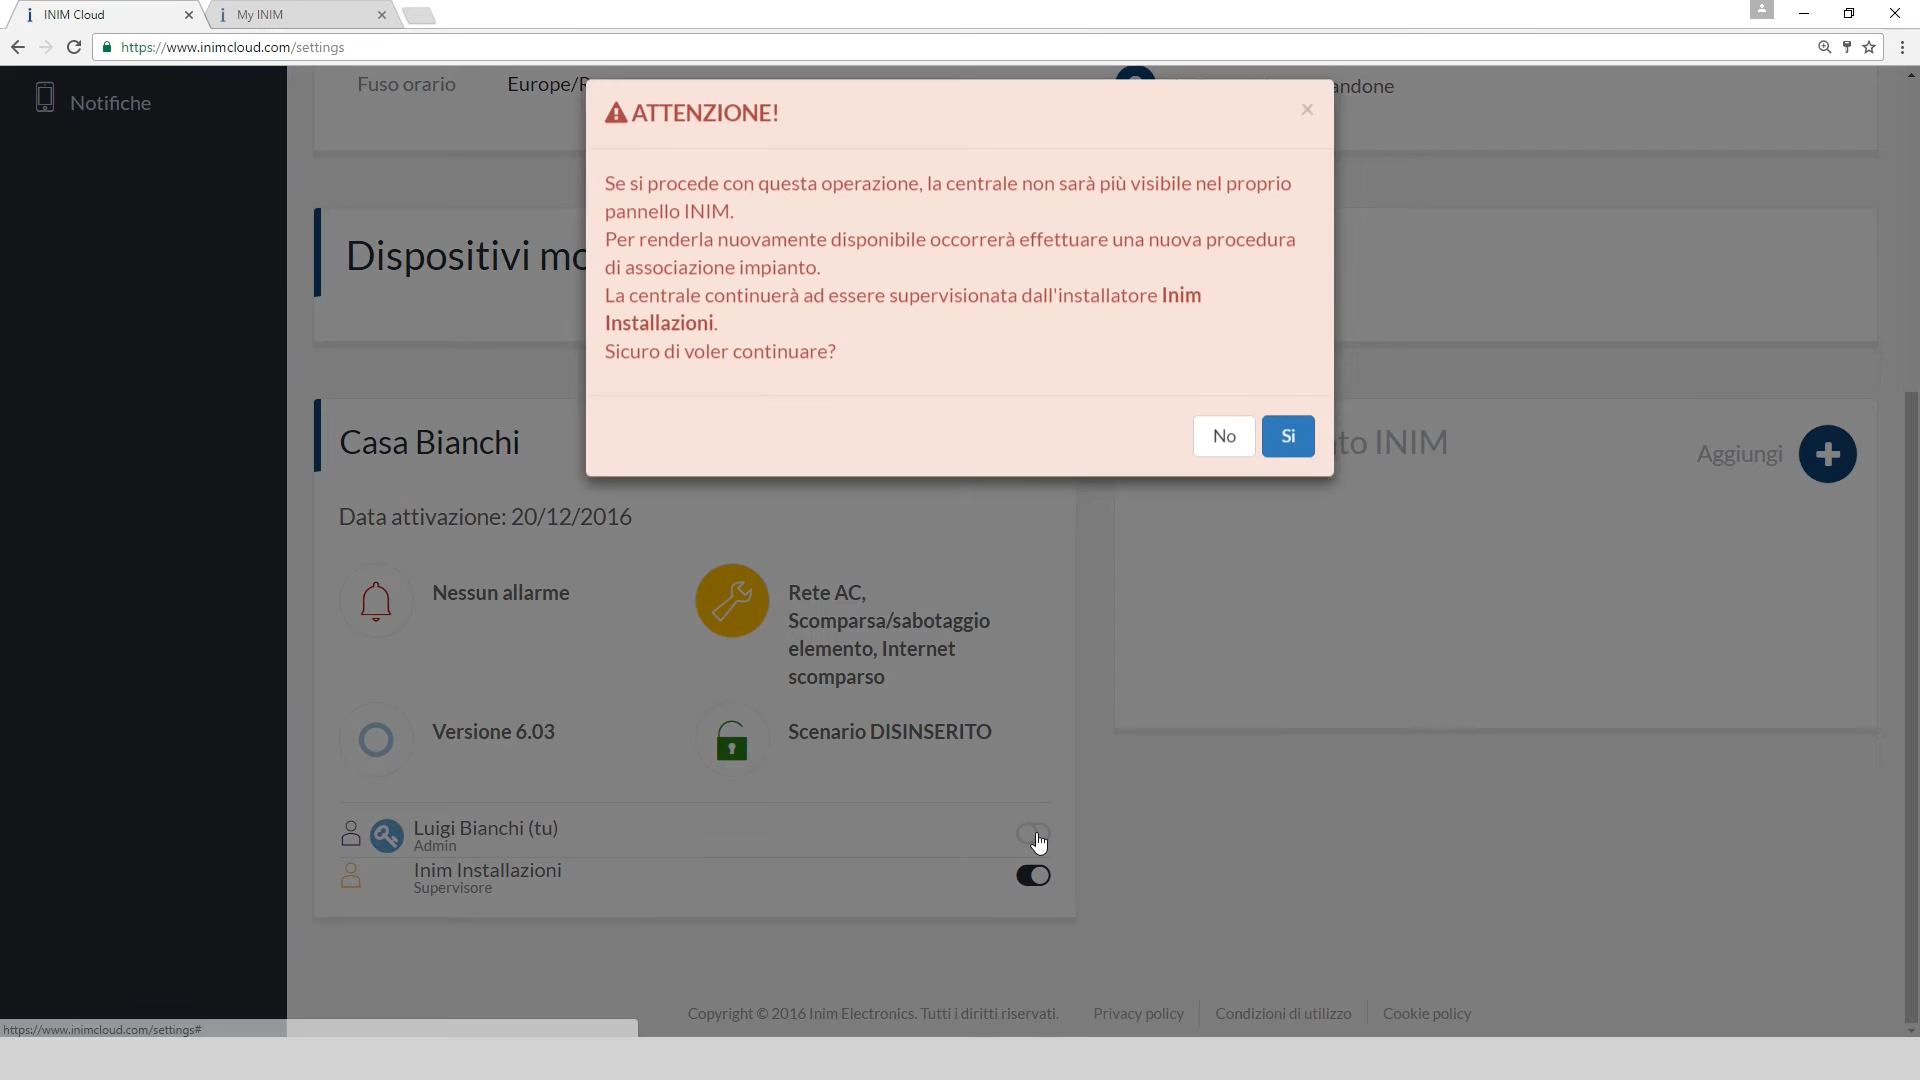 INIM Cloud
My INIM
https://www.inimcloud.com/settings
Notifiche
Fuso orario
Europe/R
andone
ATTENZIONE!
Se si procede con questa operazione, la centrale non sarà più visibile nel proprio
pannello INIM.
Per renderla nuovamente disponibile occorrerà effettuare una nuova procedura
di associazione impianto.
La centrale continuerà ad essere supervisionata dall'installatore Inim
Installazioni.
Sicuro di voler continuare?
No
Si
Dispositivi mo
Casa Bianchi
to INIM
Aggiungi
Data attivazione: 20/12/2016
Nessun allarme
Rete AC,
Scomparsa/sabotaggio
elemento, Internet
scomparso
Versione 6.03
Scenario DISINSERITO
Luigi Bianchi (tu)
Admin
Inim Installazioni
Supervisore
Copyright © 2016 Inim Electronics. Tutti i diritti riservati.
Privacy policy
Condizioni di utilizzo
Cookie policy
https://www.inimcloud.com/settings#